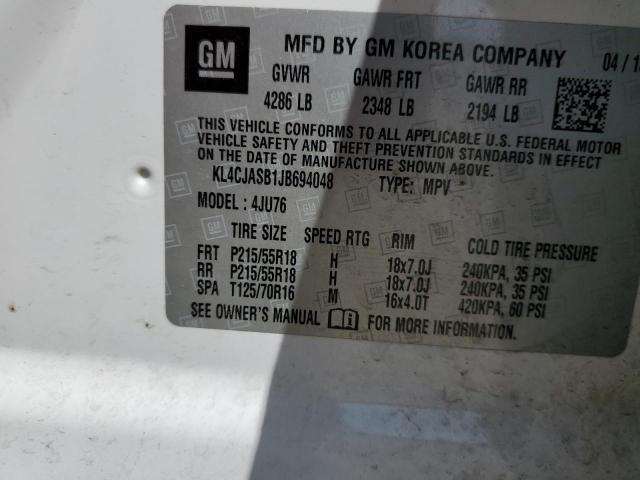 GM
MFD BY GM KOREA COMPANY 04/1
GVWR GAWR FRT GAWR RR
4286 LB 2348 LB 2194 LB
THIS VEHICLE CONFORMS TO ALL APPLICABLE U.S. FEDERAL MOTOR
VEHICLE SAFETY AND THEFT PREVENTION STANDARDS IN EFFECT
ON THE DATE OF MANUFACTURE SHOWN ABOVE.
KL4CJASB1JB694048 TYPE: MPV
MODEL : 4JU76
TIRE SIZE SPEED RTG RIM COLD TIRE PRESSURE
FRT P215/55R18 H 18x7.0J 240KPA, 35 PSI
RR P215/55R18 H 18x7.0J 240KPA, 35 PSI
SPA T125/70R16 M 16x4.0T 420KPA, 60 PSI
SEE OWNER'S MANUAL FOR MORE INFORMATION.